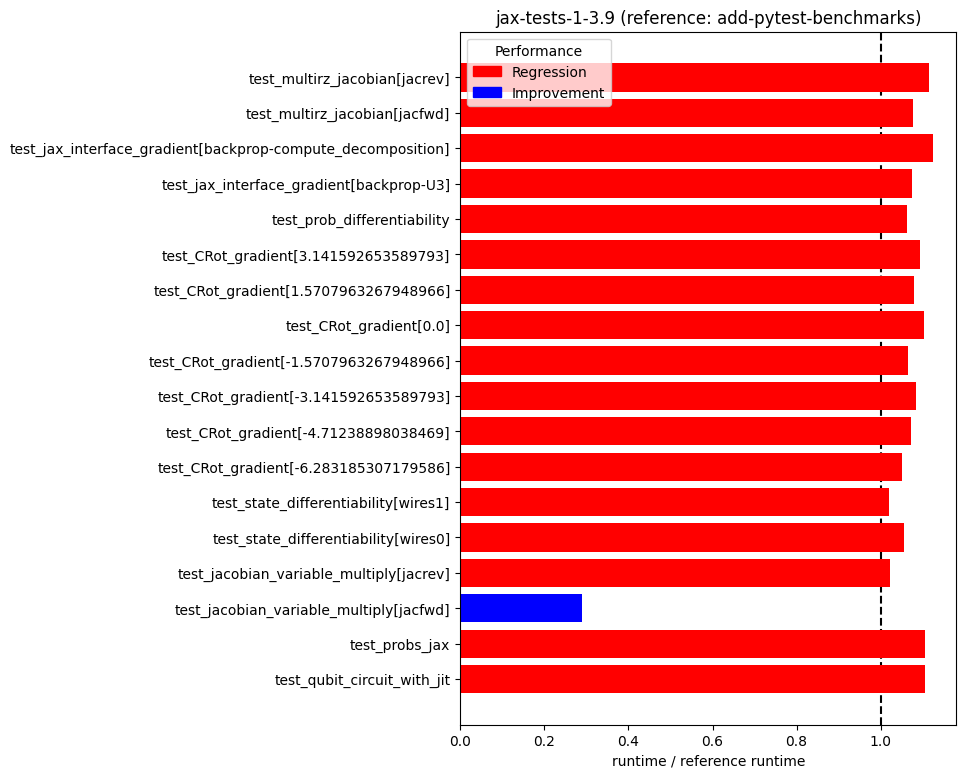 jax-tests-1-3.9 (reference: add-pytest-benchmarks)
Performance
Regression
Improvement
test_multirz_jacobian[jacrev]
test_multirz_jacobian[jacfwd]
test_jax_interface_gradient[backprop-compute_decomposition]
test_jax_interface_gradient[backprop-U3]
test_prob_differentiability
test_CRot_gradient[3.141592653589793]
test_CRot_gradient[1.5707963267948966]
test_CRot_gradient[0.0]
test_CRot_gradient[-1.5707963267948966]
test_CRot_gradient[-3.141592653589793]
test_CRot_gradient[-4.71238898038469]
test_CRot_gradient[-6.283185307179586]
test_state_differentiability[wires1]
test_state_differentiability[wires0]
test_jacobian_variable_multiply[jacrev]
test_jacobian_variable_multiply[jacfwd]
test_probs_jax
test_qubit_circuit_with_jit
0.0 0.2 0.4 0.6 0.8 1.0
runtime / reference runtime